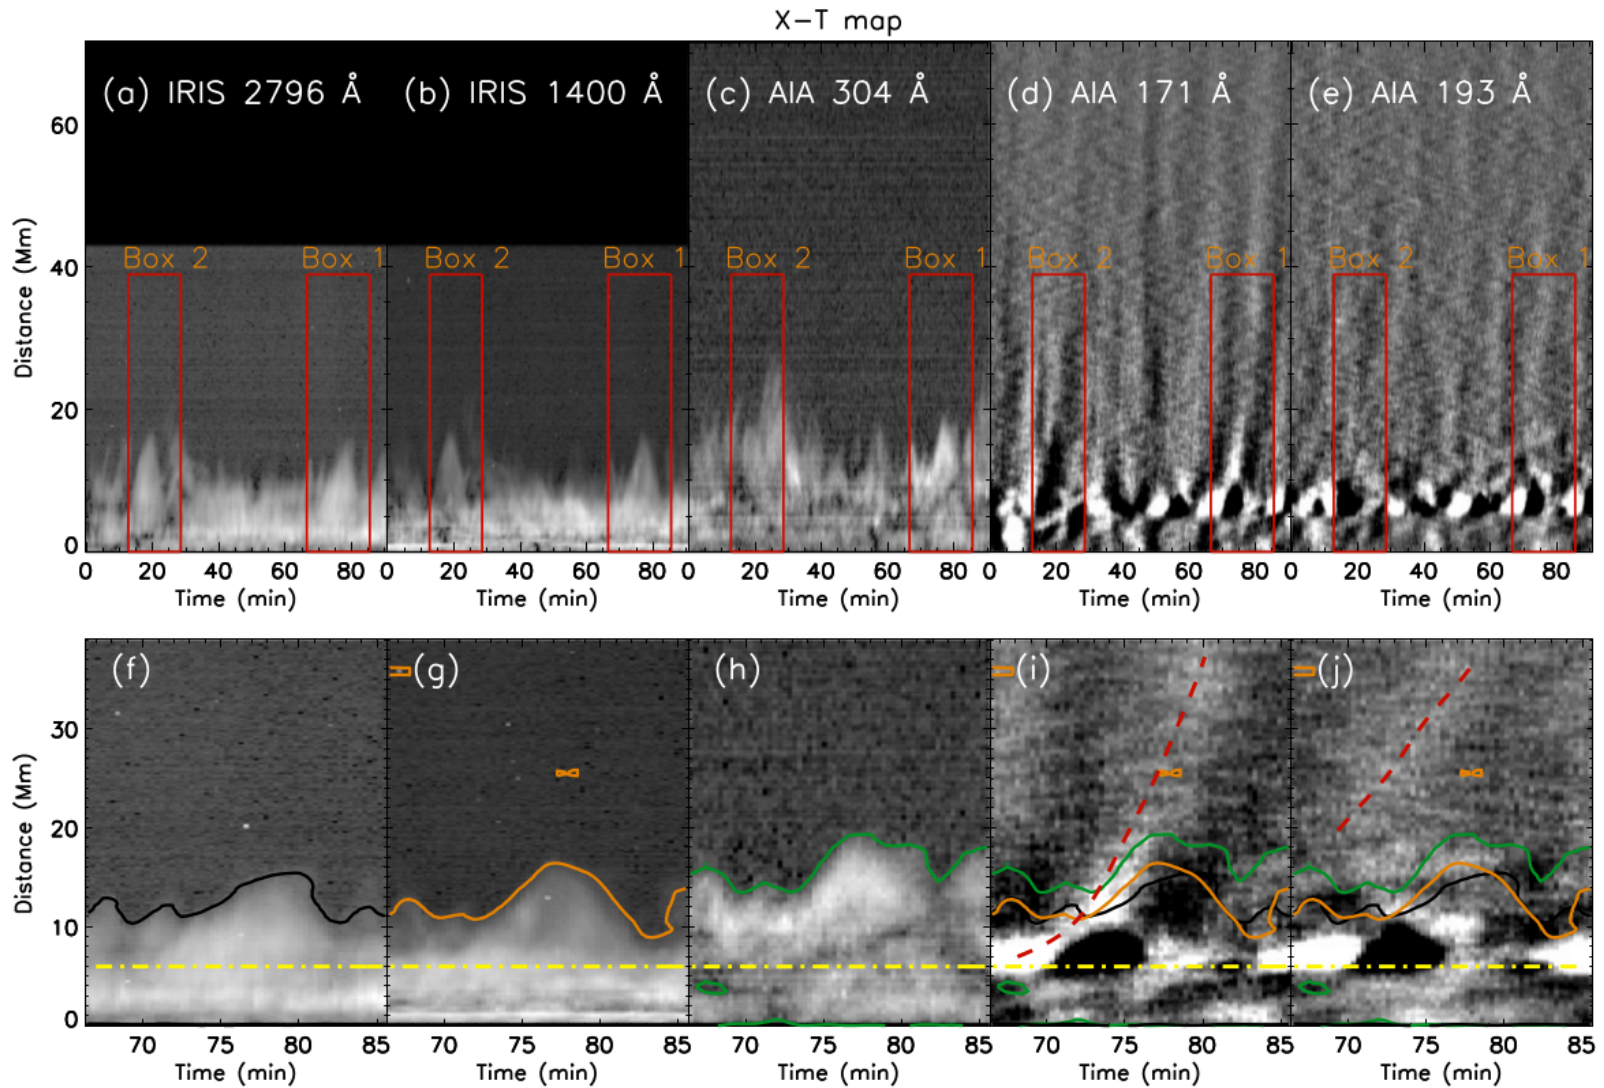 X–T map
(a) IRIS 2796 Å
(b) IRIS 1400 Å
(c) AIA 304 Å
(d) AIA 171 Å
(e) AIA 193 Å
Distance (Mm)
60
40
20
0
Box 2
Box 1
Box 2
Box 1
Box 2
Box 1
Box 2
Box 1
Box 2
Box 1
0 20 40 60 80
0 20 40 60 80
0 20 40 60 80
0 20 40 60 80
0 20 40 60 80
Time (min)
Time (min)
Time (min)
Time (min)
Time (min)
(f)
(g)
(h)
(i)
(j)
Distance (Mm)
30
20
10
0
70 75 80 85
70 75 80 85
70 75 80 85
70 75 80 85
70 75 80 85
Time (min)
Time (min)
Time (min)
Time (min)
Time (min)